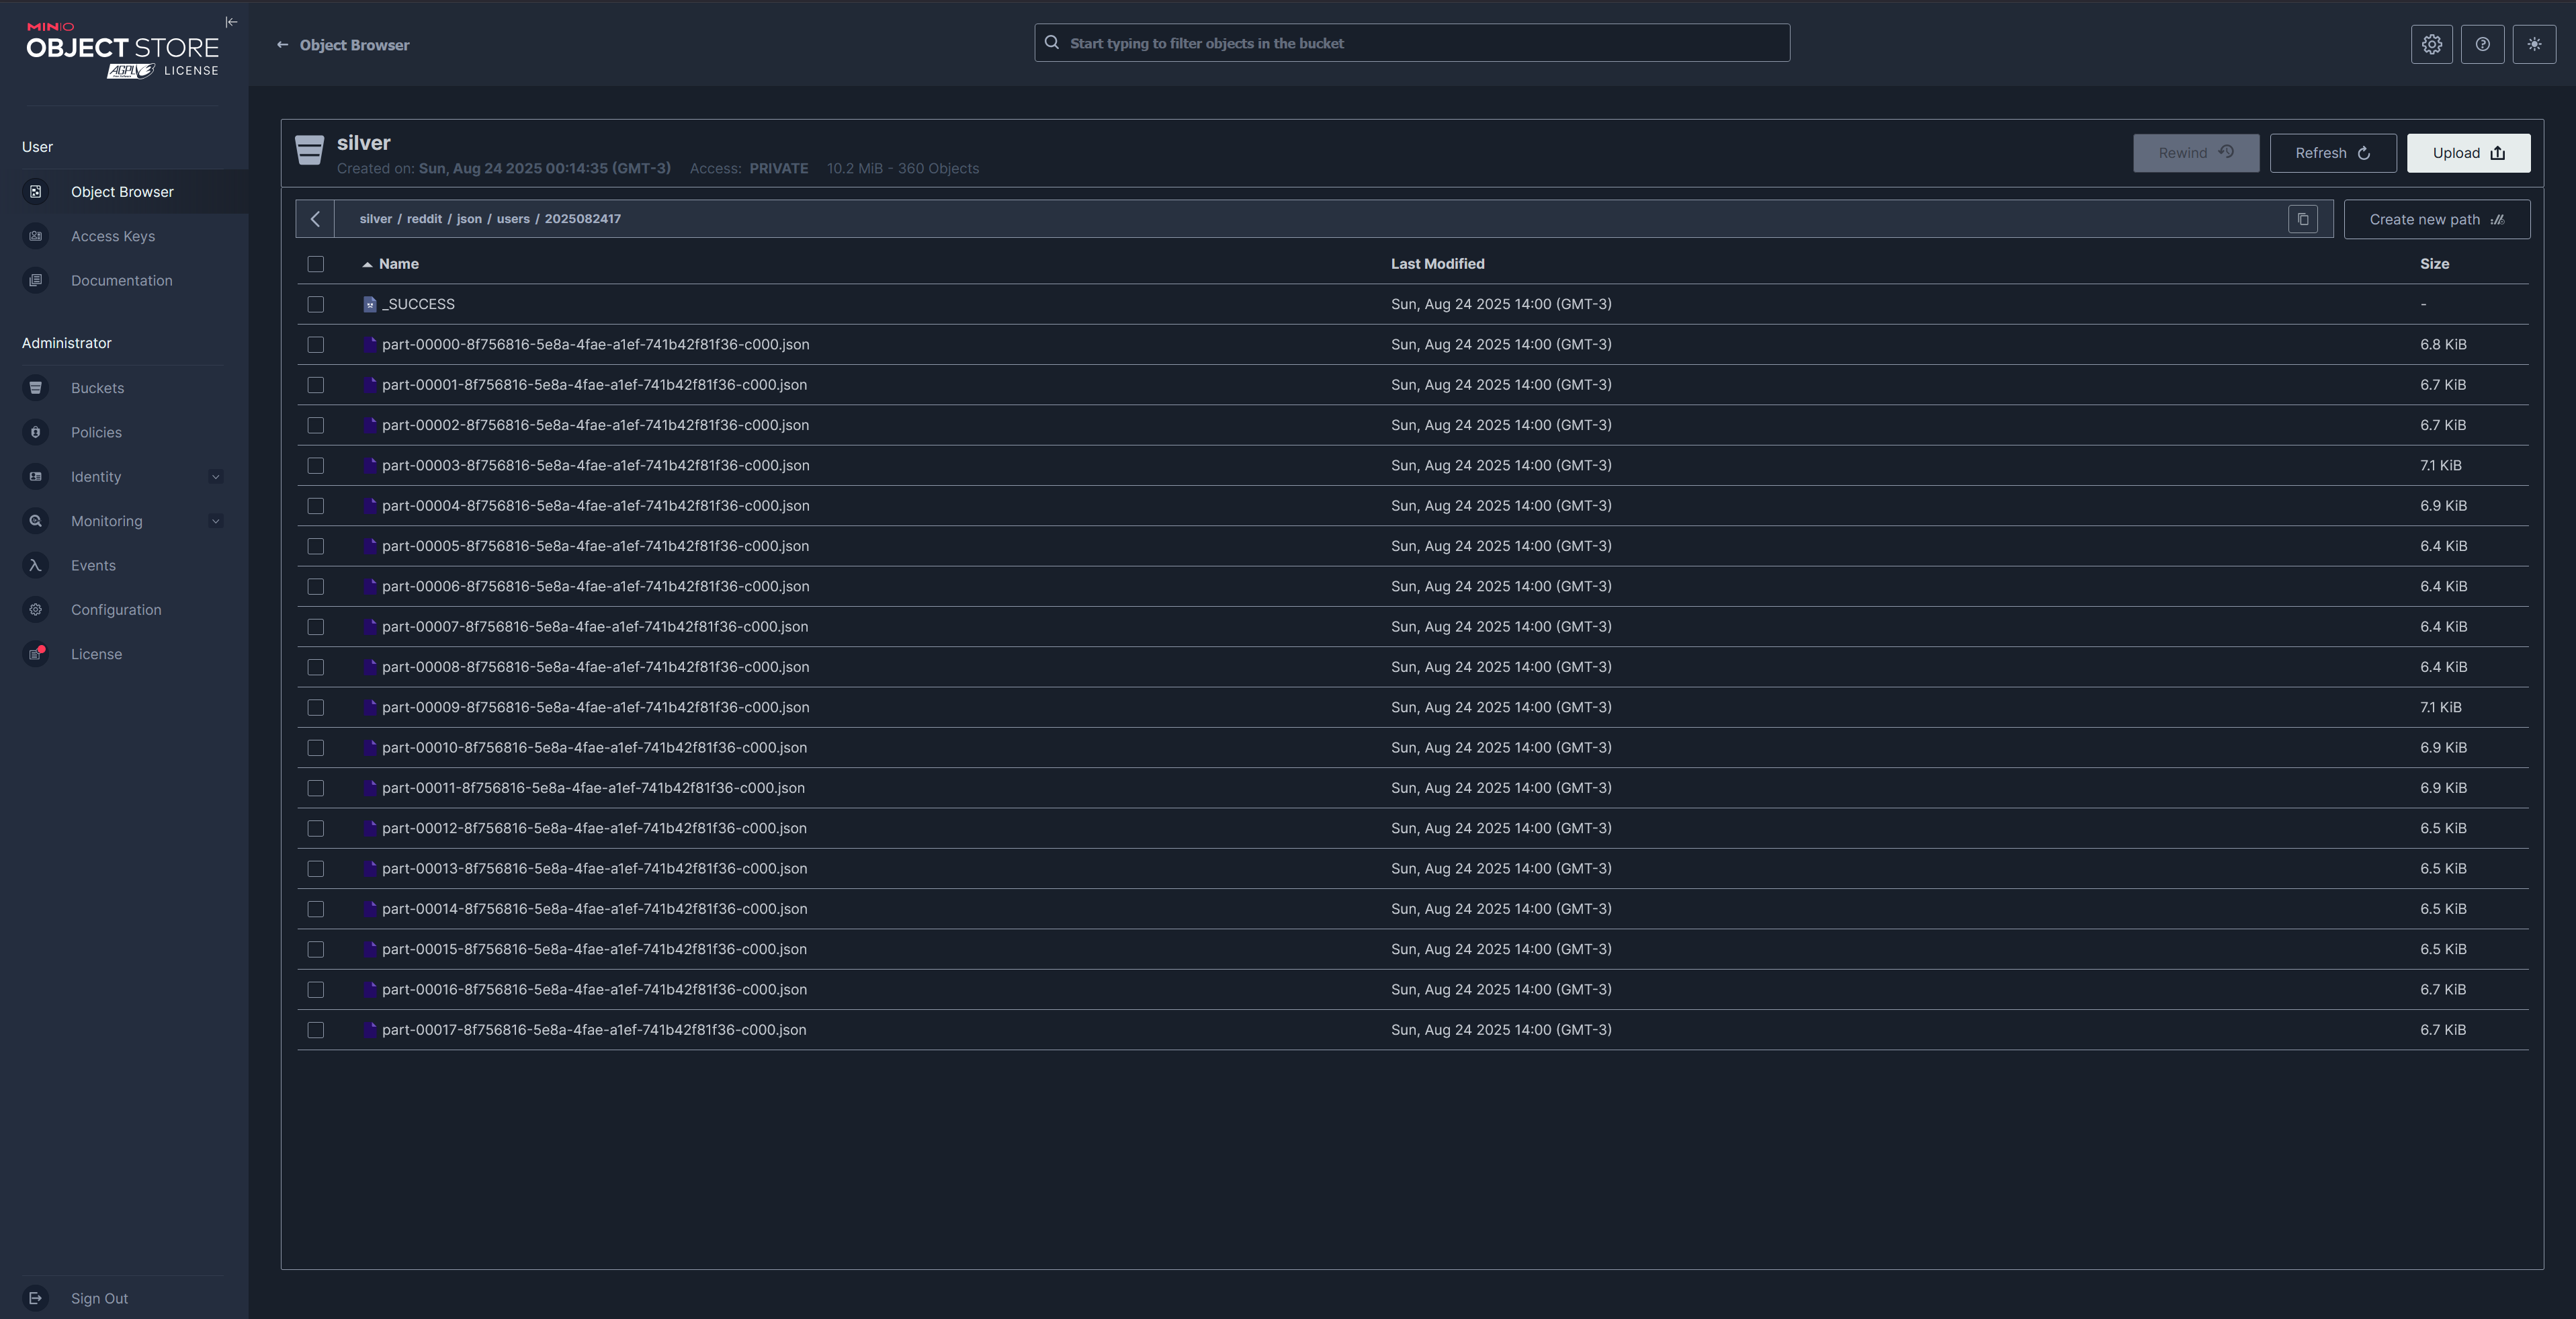 MINIO
OBJECT STORE
AGPLV3 LICENSE
Object Browser
Start typing to filter objects in the bucket
User
Object Browser
Access Keys
Documentation
Administrator
Buckets
Policies
Identity
Monitoring
Events
Configuration
License
Sign Out
silver
Created on: Sun, Aug 24 2025 00:14:35 (GMT-3) Access: PRIVATE 10.2 MiB - 360 Objects
Rewind Refresh Upload
silver / reddit / json / users / 2025082417
Create new path
Name Last Modified Size
_SUCCESS Sun, Aug 24 2025 14:00 (GMT-3) -
part-00000-8f756816-5e8a-4fae-a1ef-741b42f81f36-c000.json Sun, Aug 24 2025 14:00 (GMT-3) 6.8 KiB
part-00001-8f756816-5e8a-4fae-a1ef-741b42f81f36-c000.json Sun, Aug 24 2025 14:00 (GMT-3) 6.7 KiB
part-00002-8f756816-5e8a-4fae-a1ef-741b42f81f36-c000.json Sun, Aug 24 2025 14:00 (GMT-3) 6.7 KiB
part-00003-8f756816-5e8a-4fae-a1ef-741b42f81f36-c000.json Sun, Aug 24 2025 14:00 (GMT-3) 7.1 KiB
part-00004-8f756816-5e8a-4fae-a1ef-741b42f81f36-c000.json Sun, Aug 24 2025 14:00 (GMT-3) 6.9 KiB
part-00005-8f756816-5e8a-4fae-a1ef-741b42f81f36-c000.json Sun, Aug 24 2025 14:00 (GMT-3) 6.4 KiB
part-00006-8f756816-5e8a-4fae-a1ef-741b42f81f36-c000.json Sun, Aug 24 2025 14:00 (GMT-3) 6.4 KiB
part-00007-8f756816-5e8a-4fae-a1ef-741b42f81f36-c000.json Sun, Aug 24 2025 14:00 (GMT-3) 6.4 KiB
part-00008-8f756816-5e8a-4fae-a1ef-741b42f81f36-c000.json Sun, Aug 24 2025 14:00 (GMT-3) 6.4 KiB
part-00009-8f756816-5e8a-4fae-a1ef-741b42f81f36-c000.json Sun, Aug 24 2025 14:00 (GMT-3) 7.1 KiB
part-00010-8f756816-5e8a-4fae-a1ef-741b42f81f36-c000.json Sun, Aug 24 2025 14:00 (GMT-3) 6.9 KiB
part-00011-8f756816-5e8a-4fae-a1ef-741b42f81f36-c000.json Sun, Aug 24 2025 14:00 (GMT-3) 6.9 KiB
part-00012-8f756816-5e8a-4fae-a1ef-741b42f81f36-c000.json Sun, Aug 24 2025 14:00 (GMT-3) 6.5 KiB
part-00013-8f756816-5e8a-4fae-a1ef-741b42f81f36-c000.json Sun, Aug 24 2025 14:00 (GMT-3) 6.5 KiB
part-00014-8f756816-5e8a-4fae-a1ef-741b42f81f36-c000.json Sun, Aug 24 2025 14:00 (GMT-3) 6.5 KiB
part-00015-8f756816-5e8a-4fae-a1ef-741b42f81f36-c000.json Sun, Aug 24 2025 14:00 (GMT-3) 6.5 KiB
part-00016-8f756816-5e8a-4fae-a1ef-741b42f81f36-c000.json Sun, Aug 24 2025 14:00 (GMT-3) 6.7 KiB
part-00017-8f756816-5e8a-4fae-a1ef-741b42f81f36-c000.json Sun, Aug 24 2025 14:00 (GMT-3) 6.7 KiB